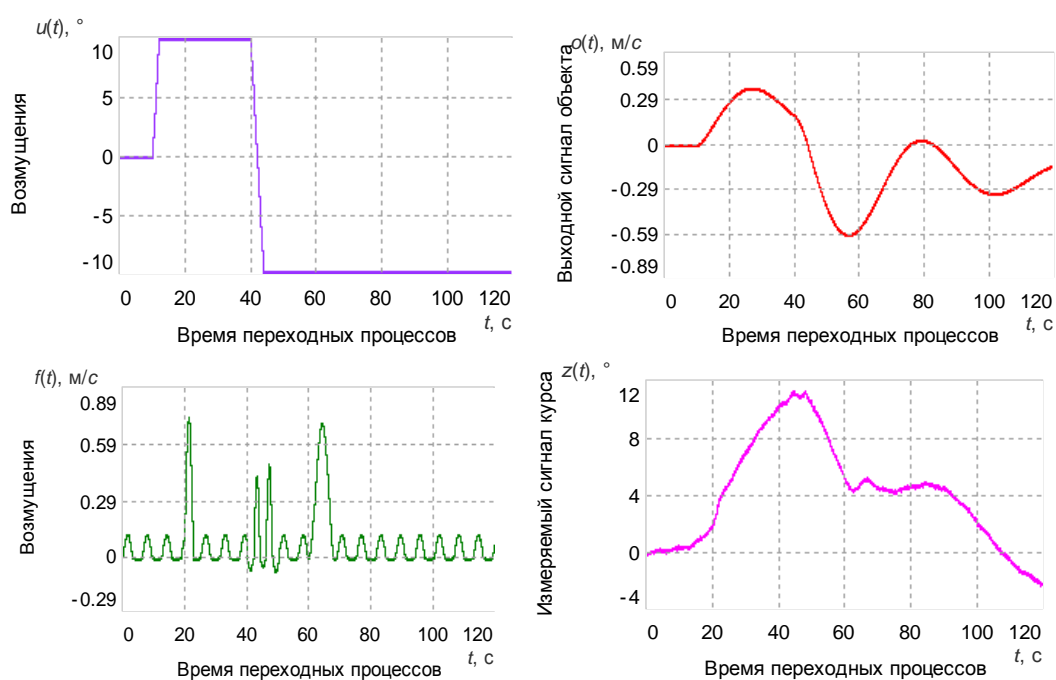 u(t), °
Возмущения
10
5
0
-5
-10
0 20 40 60 80 100 120
t, с
Время переходных процессов
o(t), м/с
Выходной сигнал объекта
0.59
0.29
0
-0.29
-0.59
-0.89
0 20 40 60 80 100 120
t, с
Время переходных процессов
f(t), м/с
Возмущения
0.89
0.59
0.29
0
-0.29
0 20 40 60 80 100 120
t, с
Время переходных процессов
z(t), °
Измеряемый сигнал курса
12
8
4
0
-4
0 20 40 60 80 100 120
t, с
Время переходных процессов